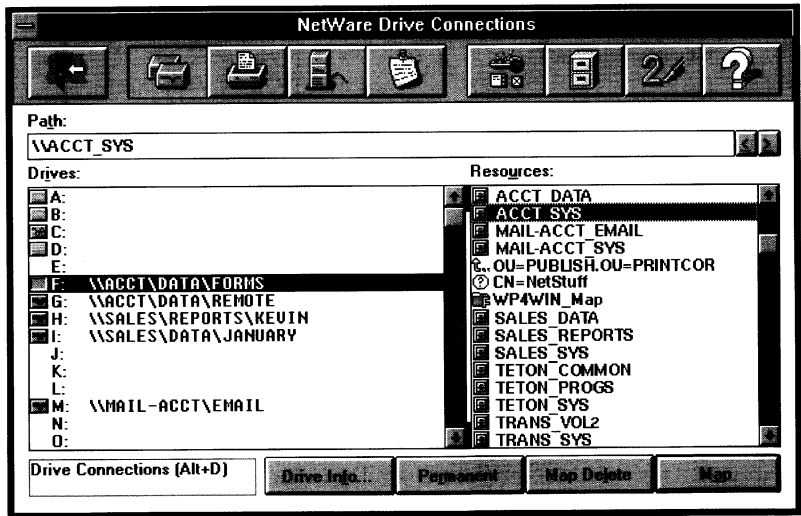 NetWare Drive Connections
2
?
Path:
\\ACCT_SYS
Drives:
A:
B:
C:
D:
E:
F: \\ACCT\DATA\FORMS
G: \\ACCT\DATA\REMOTE
H: \\SALES\REPORTS\KEVIN
I: \\SALES\DATA\JANUARY
J:
K:
L:
M: \\MAIL-ACCT\EMAIL
N:
O:
Resources:
ACCT_DATA
ACCT_SYS
MAIL-ACCT_EMAIL
MAIL-ACCT_SYS
OU=PUBLISH.OU=PRINTCOR
CN=NetStuff
WP4WIN_Map
SALES_DATA
SALES_REPORTS
SALES_SYS
TETON_COMMON
TETON_PROGS
TETON_SYS
TRANS_VOL2
TRANS_SYS
Drive Connections (Alt+D)
Drive Info... Permanent Map Delete Map